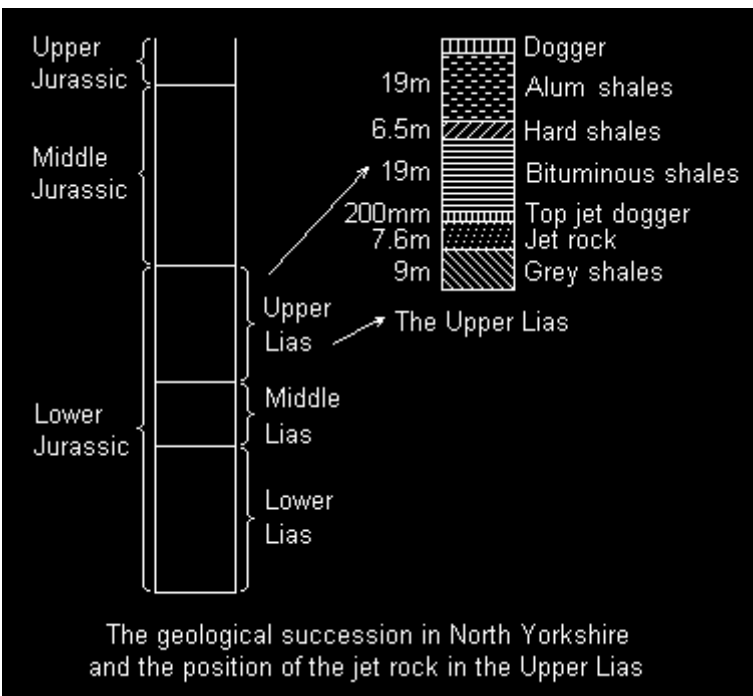 Upper
Jurassic
Middle
Jurassic
Lower
Jurassic
Upper
Lias
Middle
Lias
Lower
Lias
Dogger
19m Alum shales
6.5m Hard shales
19m Bituminous shales
200mm Top jet dogger
7.6m Jet rock
9m Grey shales
The Upper Lias
The geological succession in North Yorkshire
and the position of the jet rock in the Upper Lias